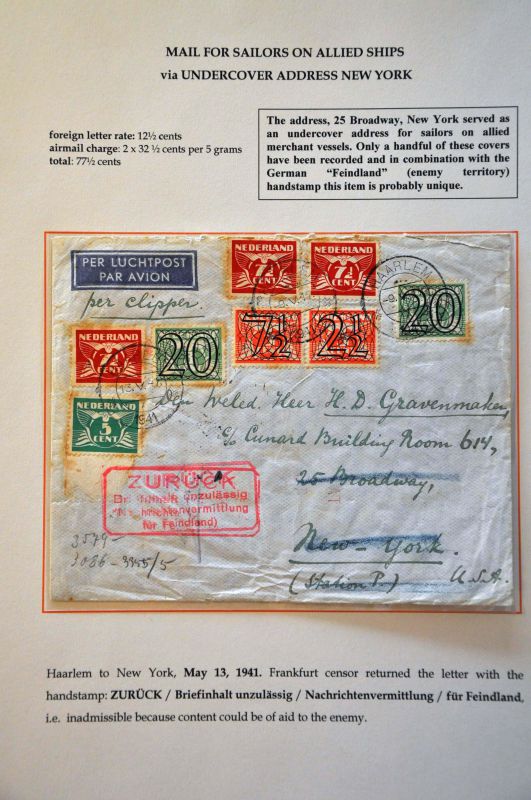 MAIL FOR SAILORS ON ALLIED SHIPS
via UNDERCOVER ADDRESS NEW YORK
foreign letter rate: 12½ cents
airmail charge: 2 x 32 ½ cents per 5 grams
total: 77½ cents
The address, 25 Broadway, New York served as
an undercover address for sailors on allied
merchant vessels. Only a handful of these covers
have been recorded and in combination with the
German "Feindland" (enemy territory)
handstamp this item is probably unique.
PER LUCHTPOST
PAR AVION
per clipper.
NEDERLAND
7½
CENT
NEDERLAND
7½
CENT
HAARLEM
20
7½
2½
NEDERLAND
7½
CENT
20
NEDERLAND
5
CENT
1941
Den Weled. Heer H. D. Gravenmaker,
c/o Cunard Building Room 614,
25 Broadway,
New-York.
(Station P.) U.S.A.
ZURÜCK
unzulässig
für Feindland)
3579-
Haarlem to New York, May 13, 1941. Frankfurt censor returned the letter with the
handstamp: ZURÜCK / Briefinhalt unzulässig / Nachrichtenvermittlung / für Feindland,
i.e. inadmissible because content could be of aid to the enemy.